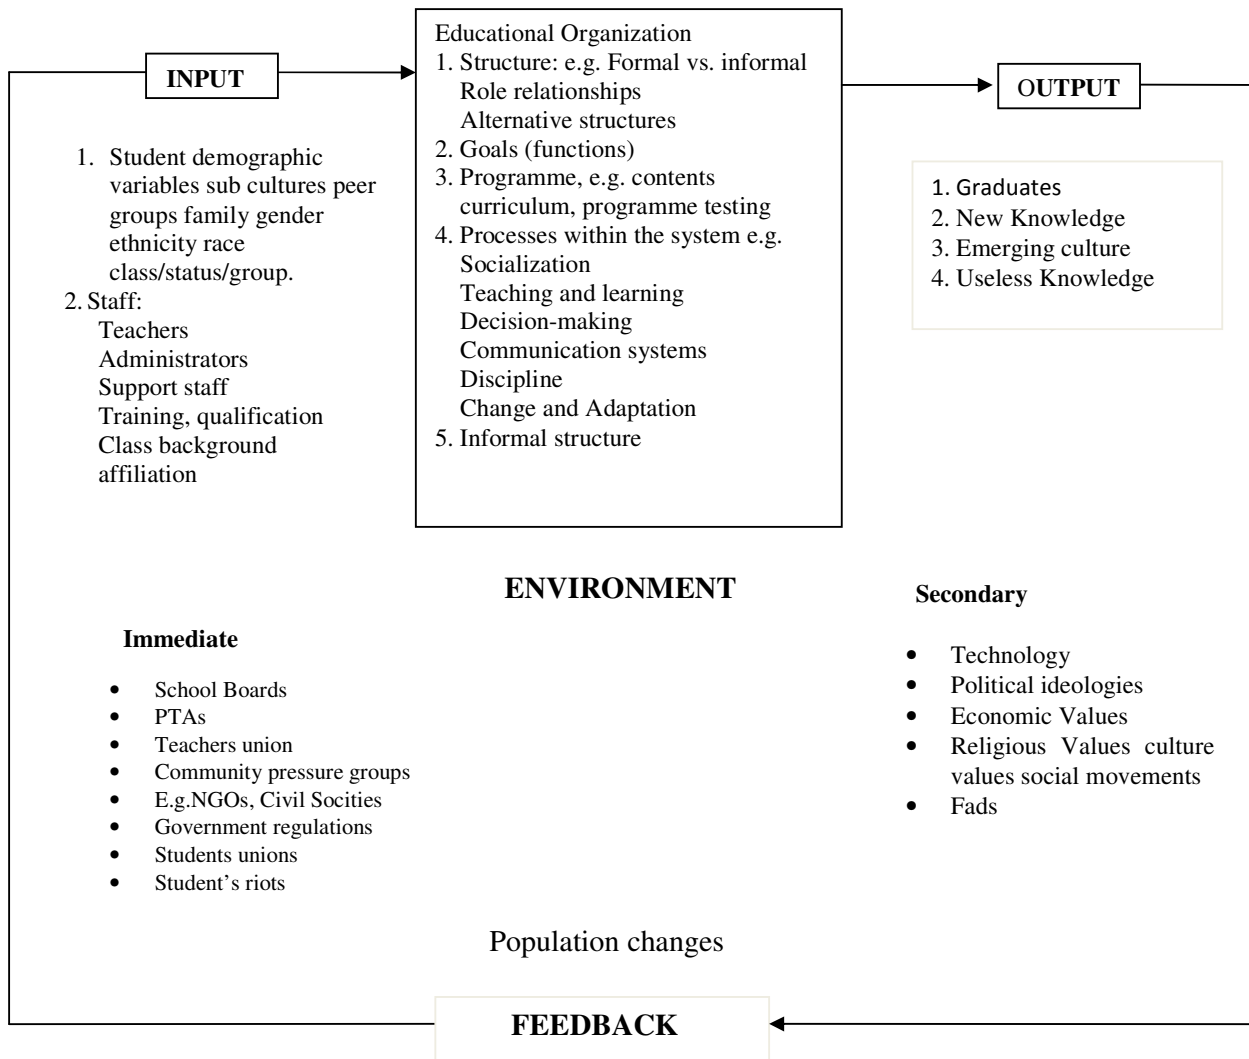 INPUT
1. Student demographic
variables sub cultures peer
groups family gender
ethnicity race
class/status/group.
2. Staff:
Teachers
Administrators
Support staff
Training, qualification
Class background
affiliation
Educational Organization
1. Structure: e.g. Formal vs. informal
Role relationships
Alternative structures
2. Goals (functions)
3. Programme, e.g. contents
curriculum, programme testing
4. Processes within the system e.g.
Socialization
Teaching and learning
Decision-making
Communication systems
Discipline
Change and Adaptation
5. Informal structure
OUTPUT
1. Graduates
2. New Knowledge
3. Emerging culture
4. Useless Knowledge
ENVIRONMENT
Immediate
• School Boards
• PTAs
• Teachers union
• Community pressure groups
• E.g.NGOs, Civil Socities
• Government regulations
• Students unions
• Student’s riots
Secondary
• Technology
• Political ideologies
• Economic Values
• Religious Values culture
values social movements
• Fads
Population changes
FEEDBACK